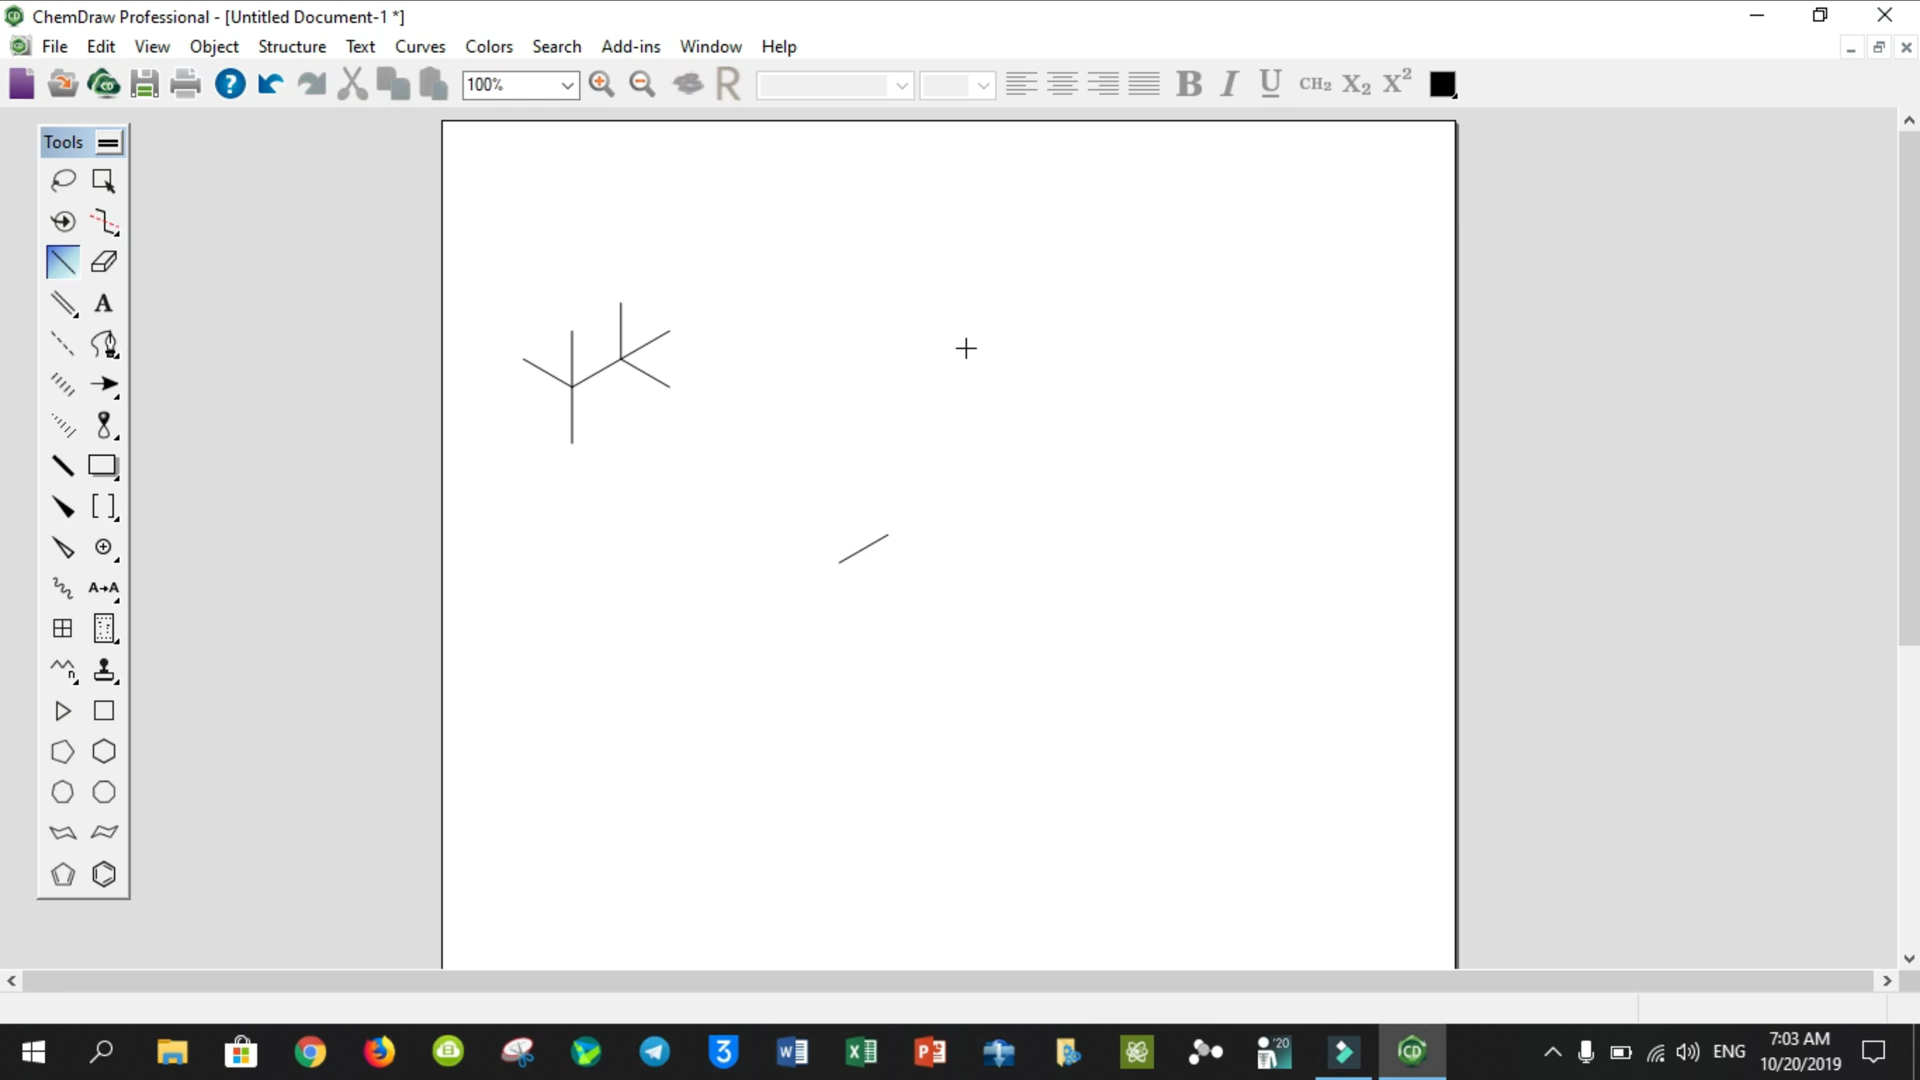 ChemDraw Professional - [Untitled Document-1 *]
File Edit View Object Structure Text Curves Colors Search Add-ins Window Help
100% R B I U CH2 X2 X2
Tools
A
A→A
n
ENG
7:03 AM
10/20/2019